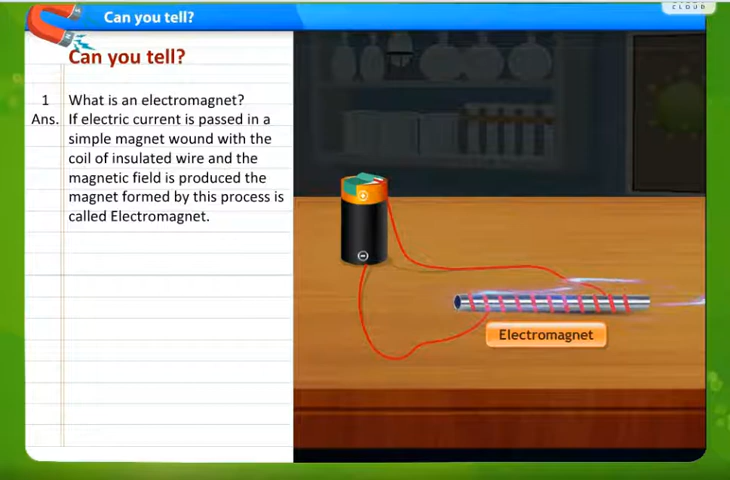 Can you tell?
CLOUD
Can you tell?
1 What is an electromagnet?
Ans. If electric current is passed in a
simple magnet wound with the
coil of insulated wire and the
magnetic field is produced the
magnet formed by this process is
called Electromagnet.
+
−
Electromagnet